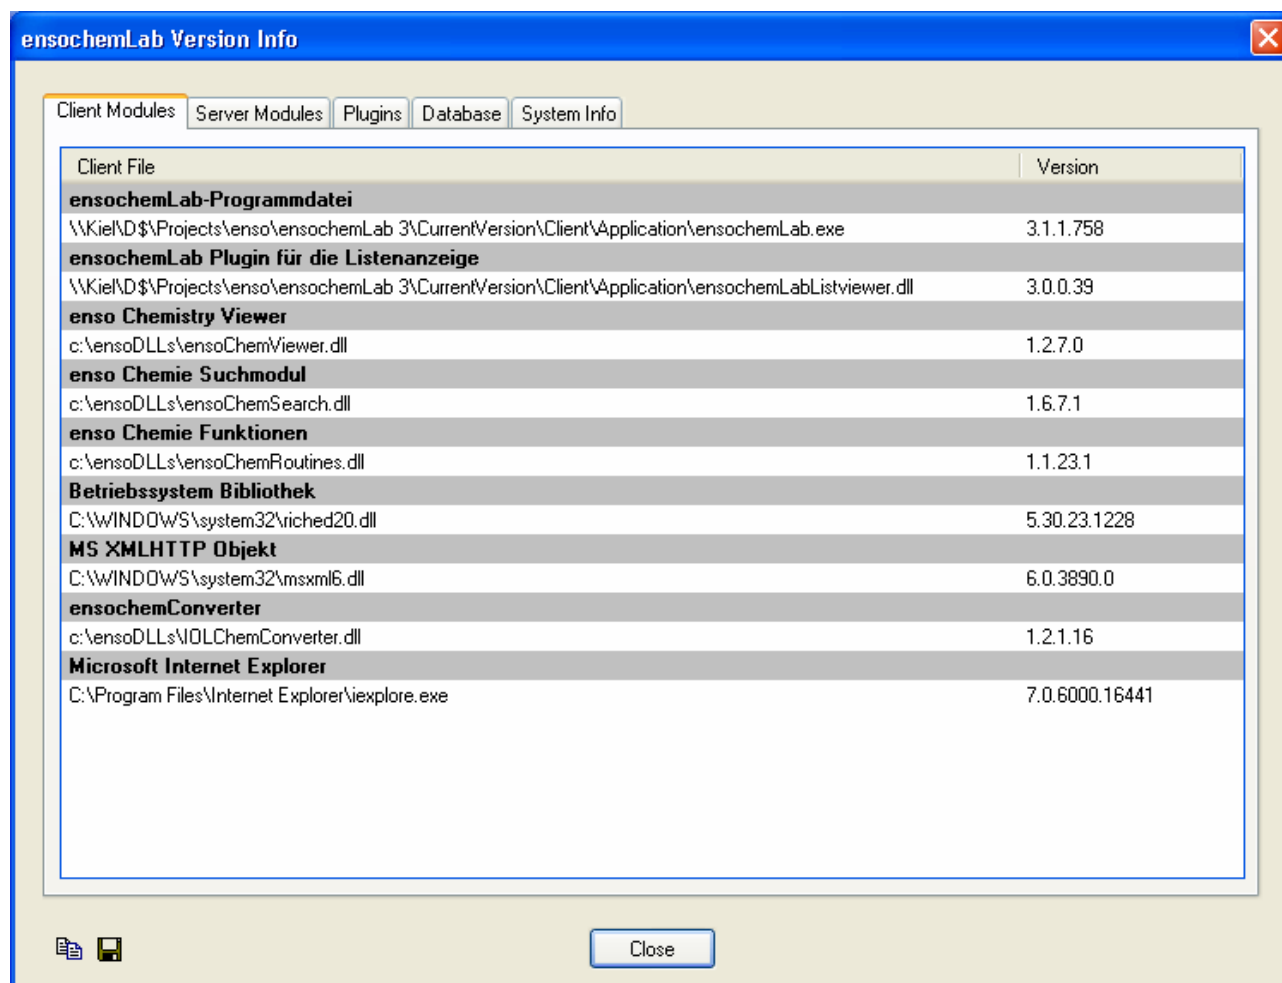 ensochemLab Version Info
Client Modules Server Modules Plugins Database System Info
Client File Version
ensochemLab-Programmdatei
\\Kiel\D$\Projects\enso\ensochemLab 3\CurrentVersion\Client\Application\ensochemLab.exe 3.1.1.758
ensochemLab Plugin für die Listenanzeige
\\Kiel\D$\Projects\enso\ensochemLab 3\CurrentVersion\Client\Application\ensochemLabListviewer.dll 3.0.0.39
enso Chemistry Viewer
c:\ensoDLLs\ensoChemViewer.dll 1.2.7.0
enso Chemie Suchmodul
c:\ensoDLLs\ensoChemSearch.dll 1.6.7.1
enso Chemie Funktionen
c:\ensoDLLs\ensoChemRoutines.dll 1.1.23.1
Betriebssystem Bibliothek
C:\WINDOWS\system32\riched20.dll 5.30.23.1228
MS XMLHTTP Objekt
C:\WINDOWS\system32\msxml6.dll 6.0.3890.0
ensochemConverter
c:\ensoDLLs\IOLChemConverter.dll 1.2.1.16
Microsoft Internet Explorer
C:\Program Files\Internet Explorer\iexplore.exe 7.0.6000.16441
Close